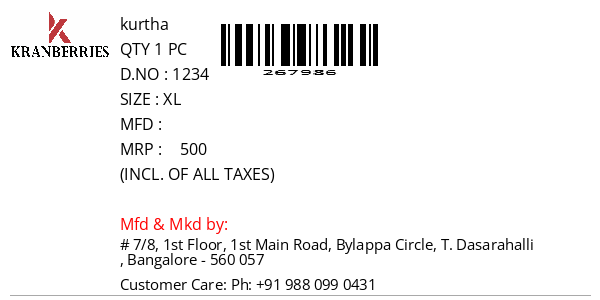 KRANBERRIES
kurtha
QTY 1 PC
D.NO : 1234
SIZE : XL
MFD :
MRP : 500
(INCL. OF ALL TAXES)
267986
Mfd & Mkd by:
# 7/8, 1st Floor, 1st Main Road, Bylappa Circle, T. Dasarahalli
, Bangalore - 560 057
Customer Care: Ph: +91 988 099 0431